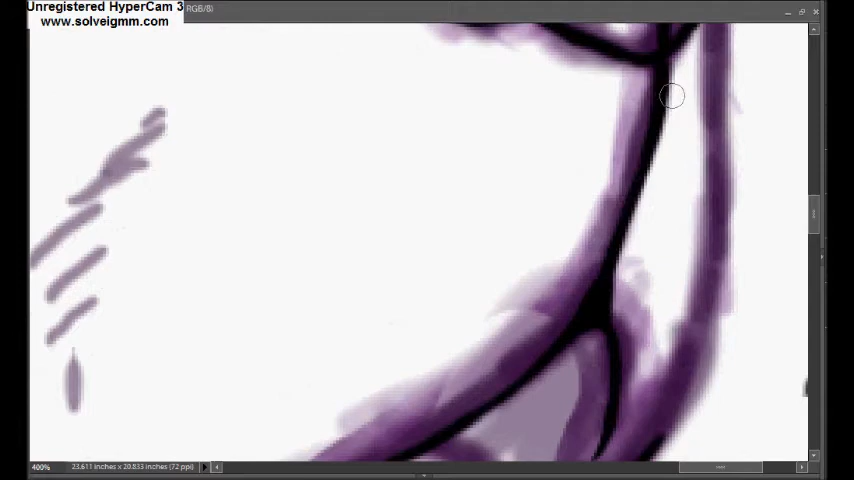 Unregistered HyperCam 3
www.solveigmm.com
RGB/8)
400%
23.611 inches x 20.833 inches (72 ppi)